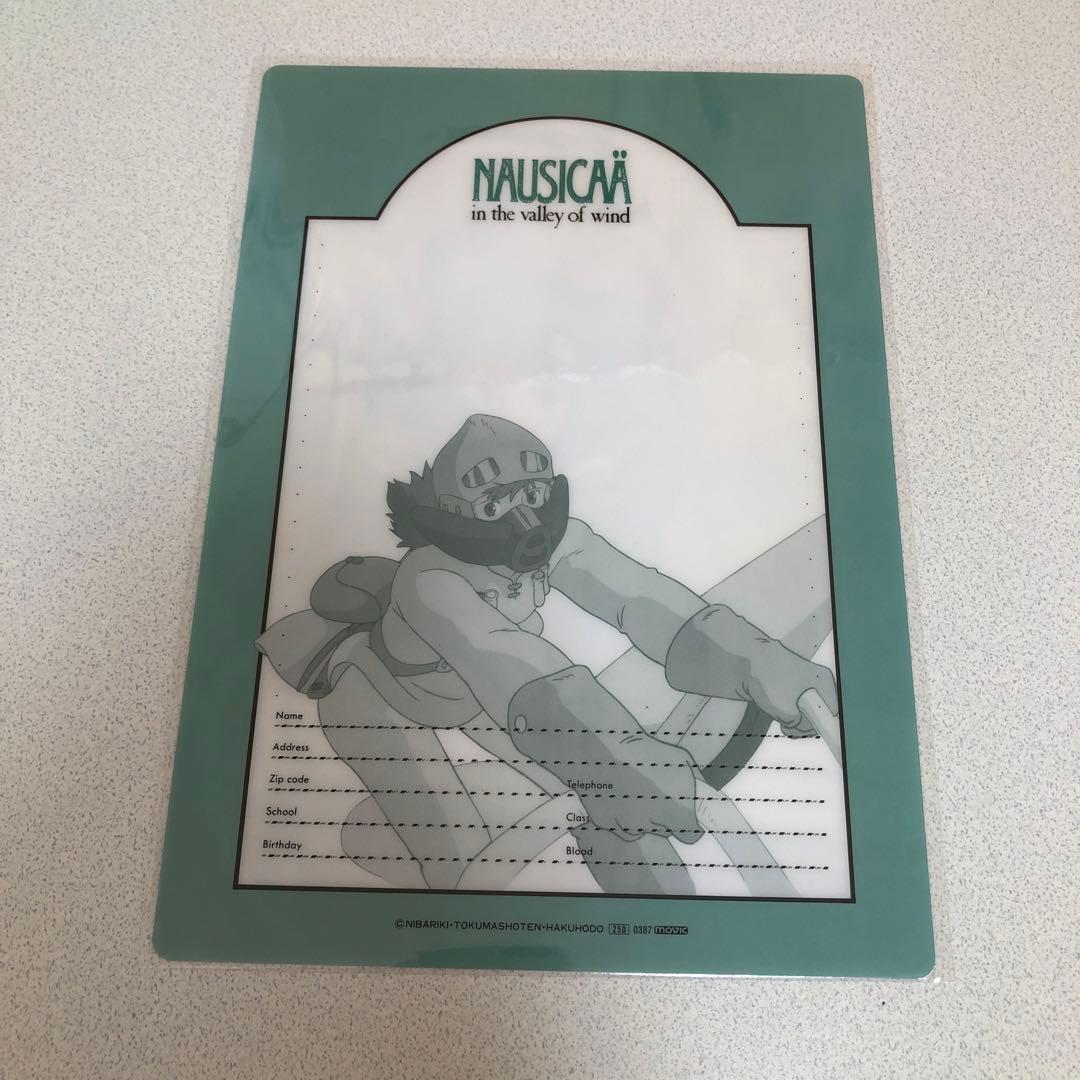 NAUSICAÄ
in the valley of wind
Name
Address
Zip code Telephone
School Class
Birthday Blood
©NIBARIKI・TOKUMASHOTEN・HAKUHODO 250 0387 movic